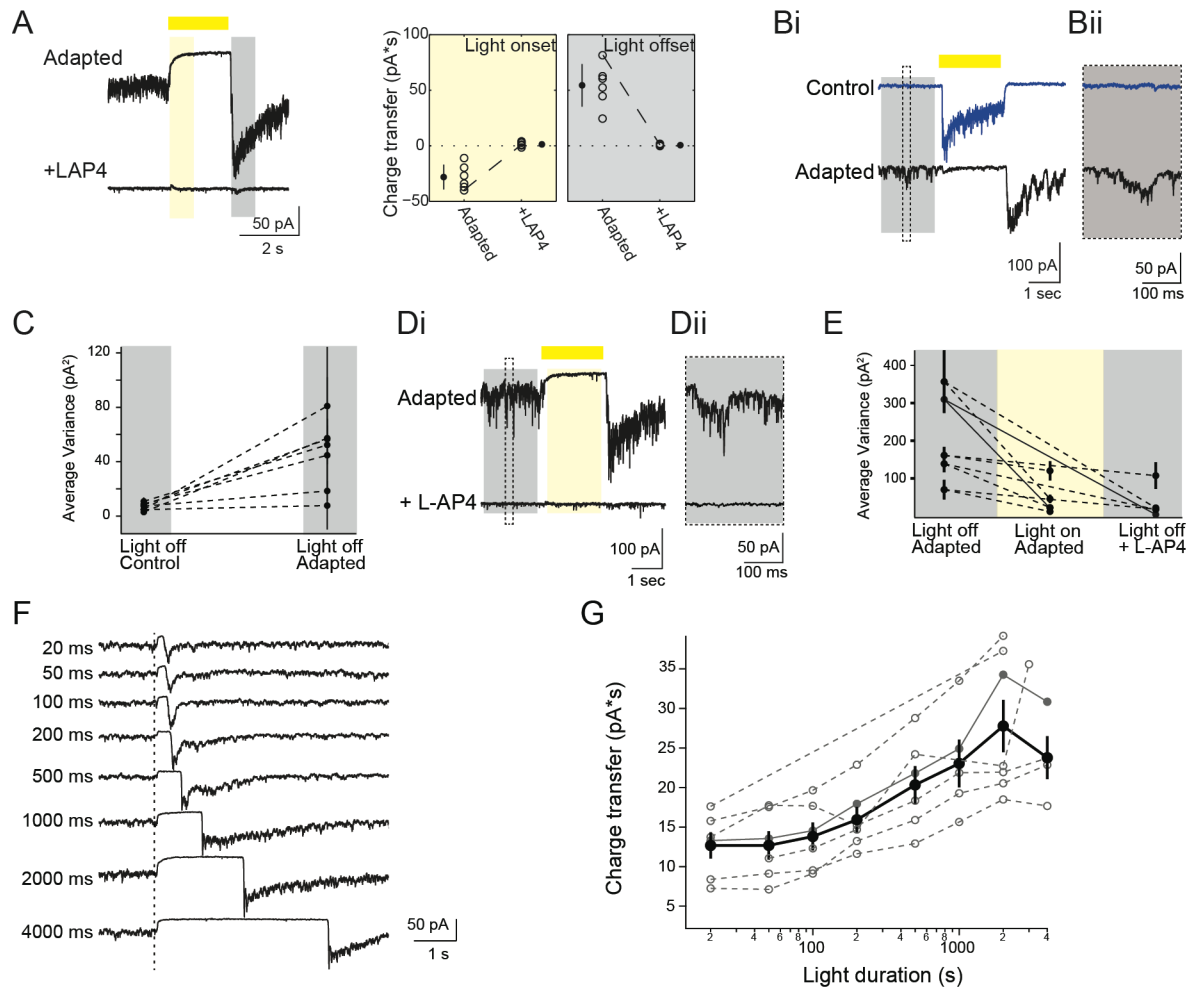 A
Adapted
+LAP4
50 pA
2 s
Charge transfer (pA*s)
100
50
0
−50
Light onset
Light offset
Adapted
+LAP4
Adapted
+LAP4
Bi
Control
Adapted
100 pA
1 sec
Bii
50 pA
100 ms
C
Average Variance (pA²)
120
80
40
0
Light off
Control
Light off
Adapted
Di
Adapted
+ L-AP4
100 pA
1 sec
Dii
50 pA
100 ms
E
Average Variance (pA²)
400
300
200
100
Light off
Adapted
Light on
Adapted
Light off
+ L-AP4
F
20 ms
50 ms
100 ms
200 ms
500 ms
1000 ms
2000 ms
4000 ms
50 pA
1 s
G
Charge transfer (pA*s)
35
30
25
20
15
10
5
2 4 6 8 100 2 4 6 8 1000 2 4
Light duration (s)